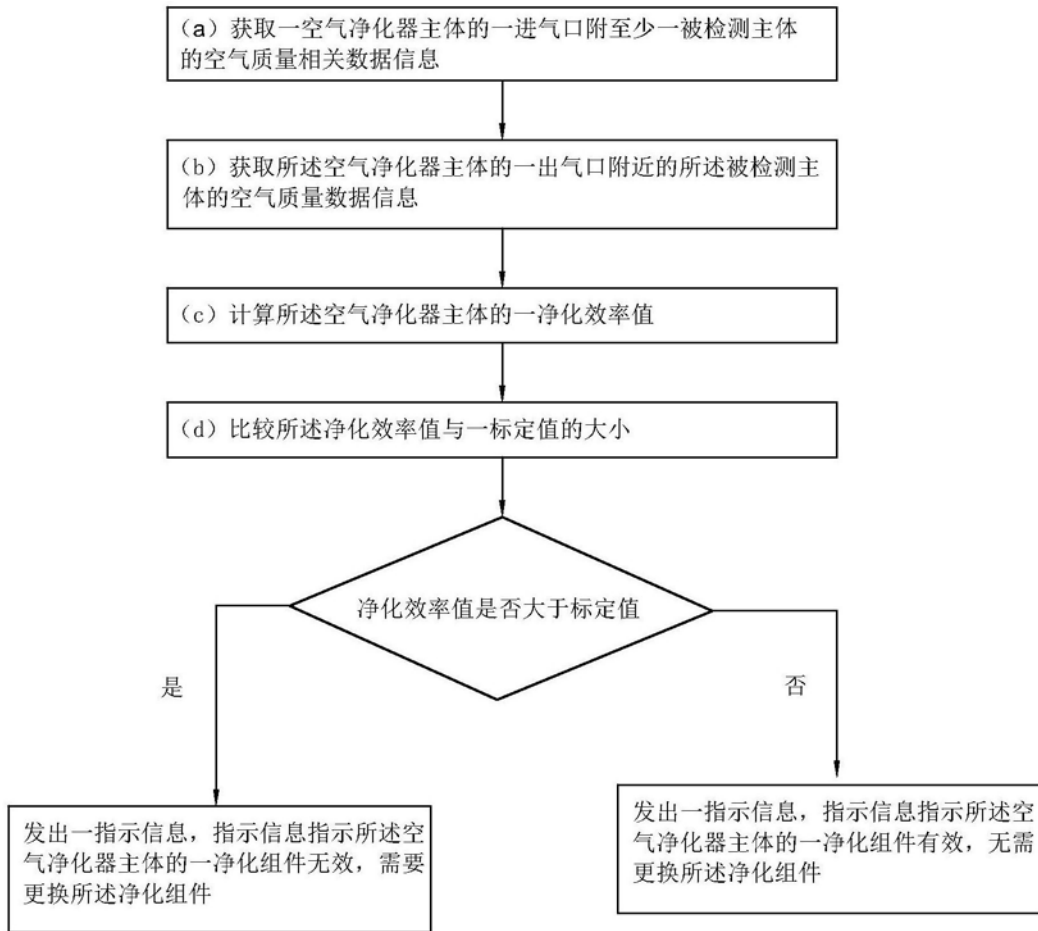 (a)获取一空气净化器主体的一进气口附至少一被检测主体
的空气质量相关数据信息
(b)获取所述空气净化器主体的一出气口附近的所述被检测主
体的空气质量数据信息
(c)计算所述空气净化器主体的一净化效率值
(d)比较所述净化效率值与一标定值的大小
净化效率值是否大于标定值
是
否
发出一指示信息，指示信息指示所述空
气净化器主体的一净化组件无效，需要
更换所述净化组件
发出一指示信息，指示信息指示所述空
气净化器主体的一净化组件有效，无需
更换所述净化组件